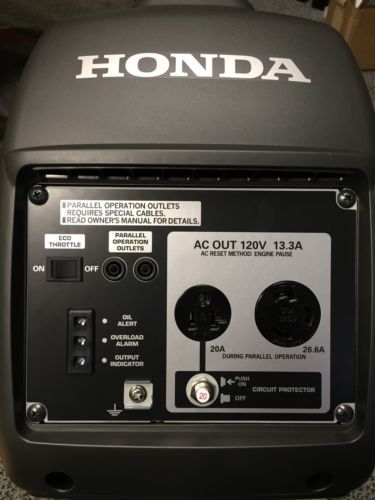 HONDA
PARALLEL OPERATION OUTLETS
REQUIRES SPECIAL CABLES.
READ OWNER'S MANUAL FOR DETAILS.
ECO
THROTTLE
ON
OFF
PARALLEL
OPERATION
OUTLETS
AC OUT 120V 13.3A
AC RESET METHOD: ENGINE PAUSE
20A
26.6A
DURING PARALLEL OPERATION
OIL
ALERT
OVERLOAD
ALARM
OUTPUT
INDICATOR
20
PUSH
ON
OFF
CIRCUIT PROTECTOR